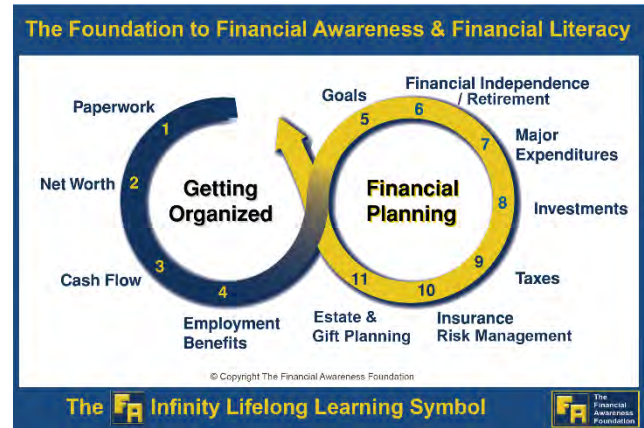 The Foundation to Financial Awareness & Financial Literacy
Paperwork
1
Net Worth
2
Cash Flow
3
4
Employment
Benefits
Getting
Organized
Goals
5
Financial Independence
/ Retirement
6
7
Major
Expenditures
8
Investments
9
Taxes
10
Insurance
Risk Management
11
Estate &
Gift Planning
Financial
Planning
© Copyright The Financial Awareness Foundation
The FA Infinity Lifelong Learning Symbol
FA
The
Financial
Awareness
Foundation